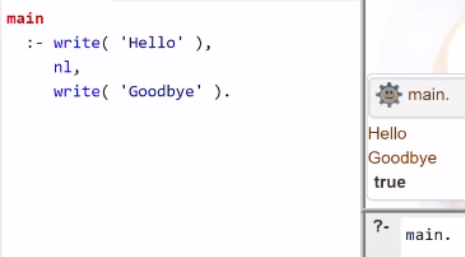 main
:- write( 'Hello' ),
nl,
write( 'Goodbye' ).
main.
Hello
Goodbye
true
?- main.